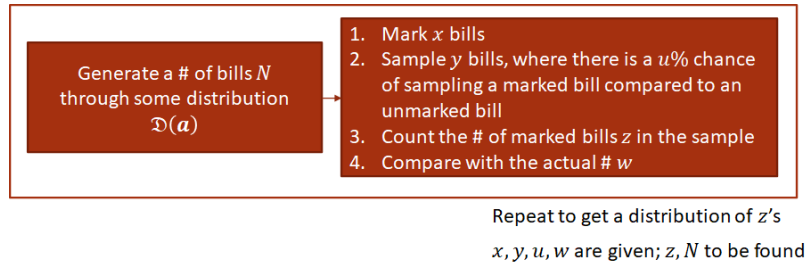 Generate a # of bills N
through some distribution
𝔇(a)
1. Mark x bills
2. Sample y bills, where there is a u% chance
of sampling a marked bill compared to an
unmarked bill
3. Count the # of marked bills z in the sample
4. Compare with the actual # w
Repeat to get a distribution of z's
x, y, u, w are given; z, N to be found